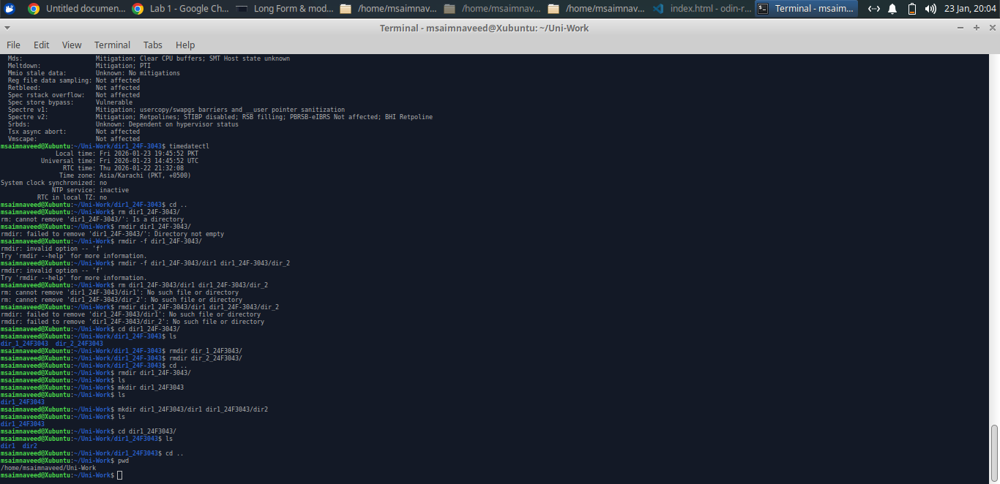 Untitled documen... Lab 1 - Google Ch... Long Form & mod... /home/msaimnav... /home/msaimnav... /home/msaimnav... index.html - odin-r... Terminal - msaim... 23 Jan, 20:04
Terminal - msaimnaveed@Xubuntu: ~/Uni-Work
File Edit View Terminal Tabs Help
Mds: Mitigation; Clear CPU buffers; SMT Host state unknown
Meltdown: Mitigation; PTI
Mmio stale data: Unknown: No mitigations
Reg file data sampling: Not affected
Retbleed: Not affected
Spec rstack overflow: Not affected
Spec store bypass: Vulnerable
Spectre v1: Mitigation; usercopy/swapgs barriers and __user pointer sanitization
Spectre v2: Mitigation; Retpolines; STIBP disabled; RSB filling; PBRSB-eIBRS Not affected; BHI Retpoline
Srbds: Unknown: Dependent on hypervisor status
Tsx async abort: Not affected
Vmscape: Not affected
msaimnaveed@Xubuntu:~/Uni-Work/dir1_24F-3043$ timedatectl
Local time: Fri 2026-01-23 19:45:52 PKT
Universal time: Fri 2026-01-23 14:45:52 UTC
RTC time: Thu 2026-01-22 21:32:08
Time zone: Asia/Karachi (PKT, +0500)
System clock synchronized: no
NTP service: inactive
RTC in local TZ: no
msaimnaveed@Xubuntu:~/Uni-Work/dir1_24F-3043$ cd ..
msaimnaveed@Xubuntu:~/Uni-Work$ rm dir1_24F-3043/
rm: cannot remove 'dir1_24F-3043/': Is a directory
msaimnaveed@Xubuntu:~/Uni-Work$ rmdir dir1_24F-3043/
rmdir: failed to remove 'dir1_24F-3043/': Directory not empty
msaimnaveed@Xubuntu:~/Uni-Work$ rmdir -f dir1_24F-3043/
rmdir: invalid option -- 'f'
Try 'rmdir --help' for more information.
msaimnaveed@Xubuntu:~/Uni-Work$ rmdir -f dir1_24F-3043/dir1 dir1_24F-3043/dir_2
rmdir: invalid option -- 'f'
Try 'rmdir --help' for more information.
msaimnaveed@Xubuntu:~/Uni-Work$ rm dir1_24F-3043/dir1 dir1_24F-3043/dir_2
rm: cannot remove 'dir1_24F-3043/dir1': No such file or directory
rm: cannot remove 'dir1_24F-3043/dir_2': No such file or directory
msaimnaveed@Xubuntu:~/Uni-Work$ rmdir dir1_24F-3043/dir1 dir1_24F-3043/dir_2
rmdir: failed to remove 'dir1_24F-3043/dir1': No such file or directory
rmdir: failed to remove 'dir1_24F-3043/dir_2': No such file or directory
msaimnaveed@Xubuntu:~/Uni-Work$ cd dir1_24F-3043/
msaimnaveed@Xubuntu:~/Uni-Work/dir1_24F-3043$ ls
dir_1_24F3043 dir_2_24F3043
msaimnaveed@Xubuntu:~/Uni-Work/dir1_24F-3043$ rmdir dir_1_24F3043/
msaimnaveed@Xubuntu:~/Uni-Work/dir1_24F-3043$ rmdir dir_2_24F3043/
msaimnaveed@Xubuntu:~/Uni-Work/dir1_24F-3043$ cd ..
msaimnaveed@Xubuntu:~/Uni-Work$ rmdir dir1_24F-3043/
msaimnaveed@Xubuntu:~/Uni-Work$ ls
msaimnaveed@Xubuntu:~/Uni-Work$ mkdir dir1_24F3043
msaimnaveed@Xubuntu:~/Uni-Work$ ls
dir1_24F3043
msaimnaveed@Xubuntu:~/Uni-Work$ mkdir dir1_24F3043/dir1 dir1_24F3043/dir2
msaimnaveed@Xubuntu:~/Uni-Work$ ls
dir1_24F3043
msaimnaveed@Xubuntu:~/Uni-Work$ cd dir1_24F3043/
msaimnaveed@Xubuntu:~/Uni-Work/dir1_24F3043$ ls
dir1 dir2
msaimnaveed@Xubuntu:~/Uni-Work/dir1_24F3043$ cd ..
msaimnaveed@Xubuntu:~/Uni-Work$ pwd
/home/msaimnaveed/Uni-Work
msaimnaveed@Xubuntu:~/Uni-Work$